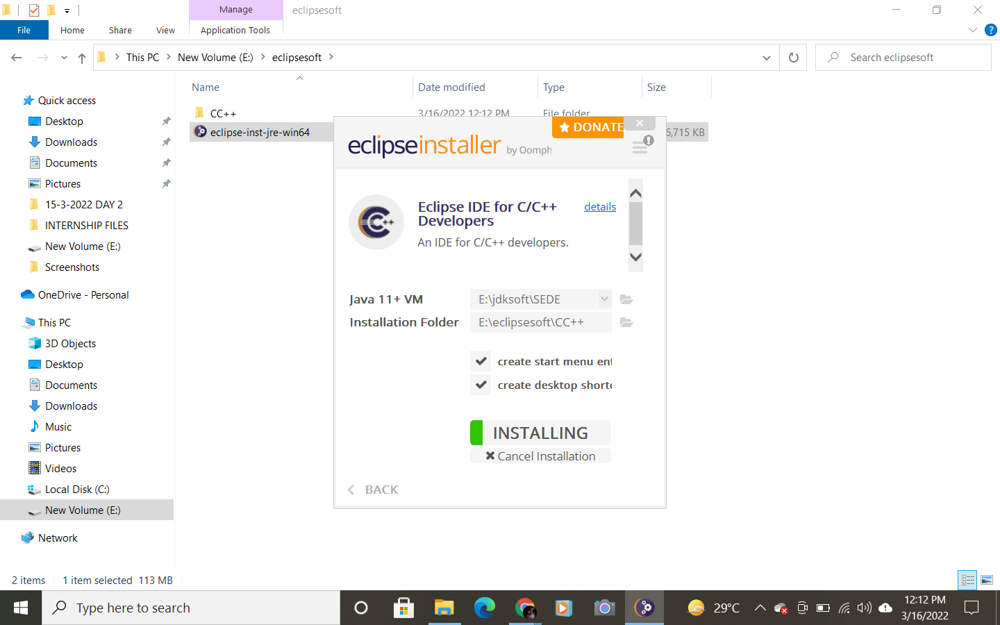 Manage
eclipsesoft
File
Home
Share
View
Application Tools
?
This PC
New Volume (E:)
eclipsesoft
Search eclipsesoft
Name
Date modified
Type
Size
Quick access
Desktop
Downloads
Documents
Pictures
15-3-2022 DAY 2
INTERNSHIP FILES
New Volume (E:)
Screenshots
OneDrive - Personal
This PC
3D Objects
Desktop
Documents
Downloads
Music
Pictures
Videos
Local Disk (C:)
New Volume (E:)
Network
CC++
3/16/2022 12:12 PM
File folder
eclipse-inst-jre-win64
6,715 KB
DONATE
eclipseinstaller by Oomph
C++
Eclipse IDE for C/C++
Developers
details
An IDE for C/C++ developers.
Java 11+ VM
E:\jdksoft\SEDE
Installation Folder
E:\eclipsesoft\CC++
create start menu ent
create desktop shortc
INSTALLING
Cancel Installation
BACK
2 items
1 item selected 113 MB
Type here to search
29°C
12:12 PM
3/16/2022